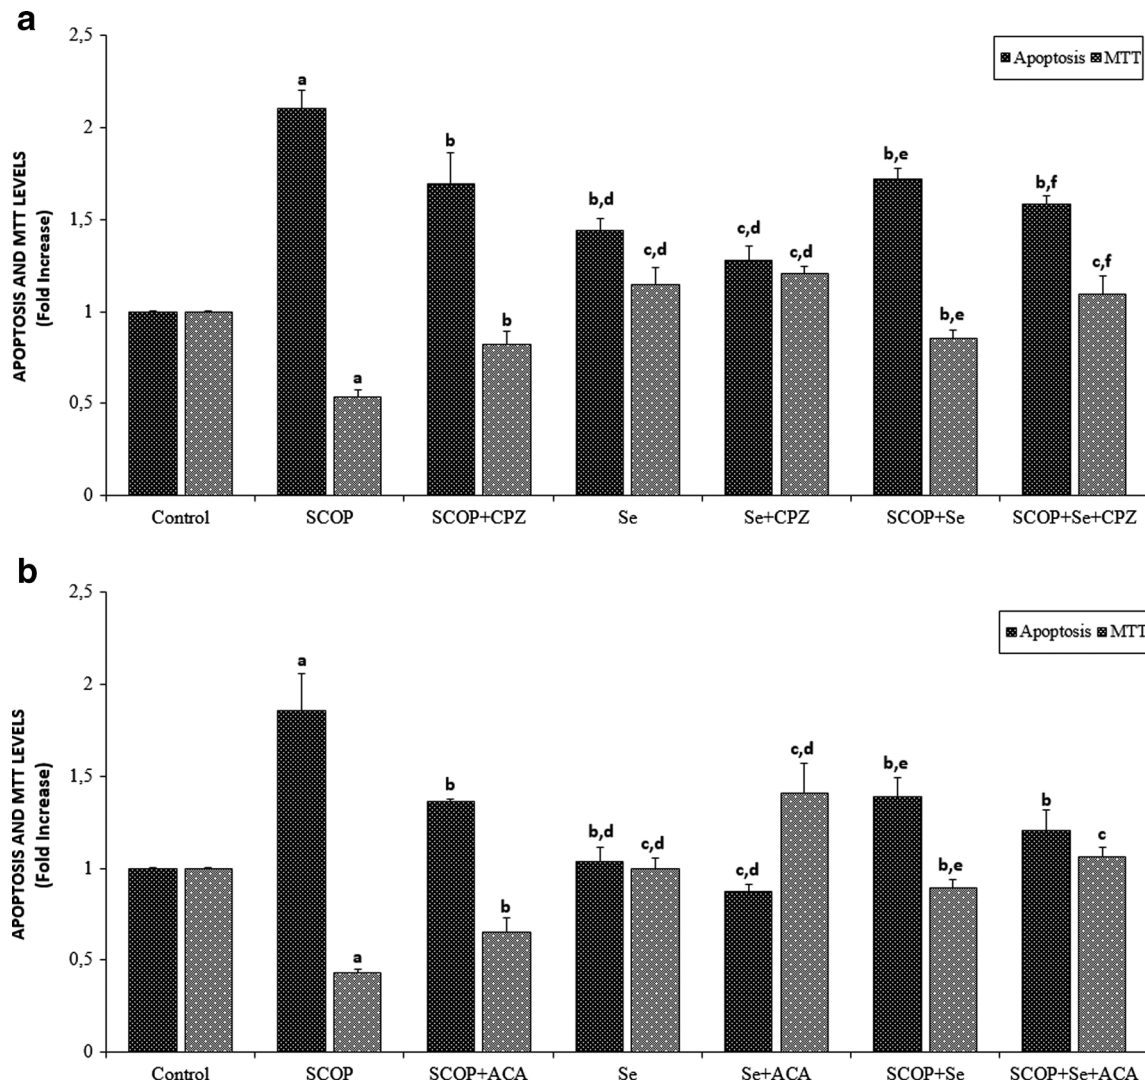 a
2,5
Apoptosis MTT
a
2
b
b,e
b,d
b,f
1,5
c,d
c,d
c,d
c,f
1
b
b,e
a
0,5
0
APOPTOSIS AND MTT LEVELS
(Fold Increase)
Control SCOP SCOP+CPZ Se Se+CPZ SCOP+Se SCOP+Se+CPZ
b
2,5
Apoptosis MTT
a
2
c,d
b,e
1,5
b
b
b,d
c,d
c
1
c,d
b,e
b
0,5
a
0
APOPTOSIS AND MTT LEVELS
(Fold Increase)
Control SCOP SCOP+ACA Se Se+ACA SCOP+Se SCOP+Se+ACA